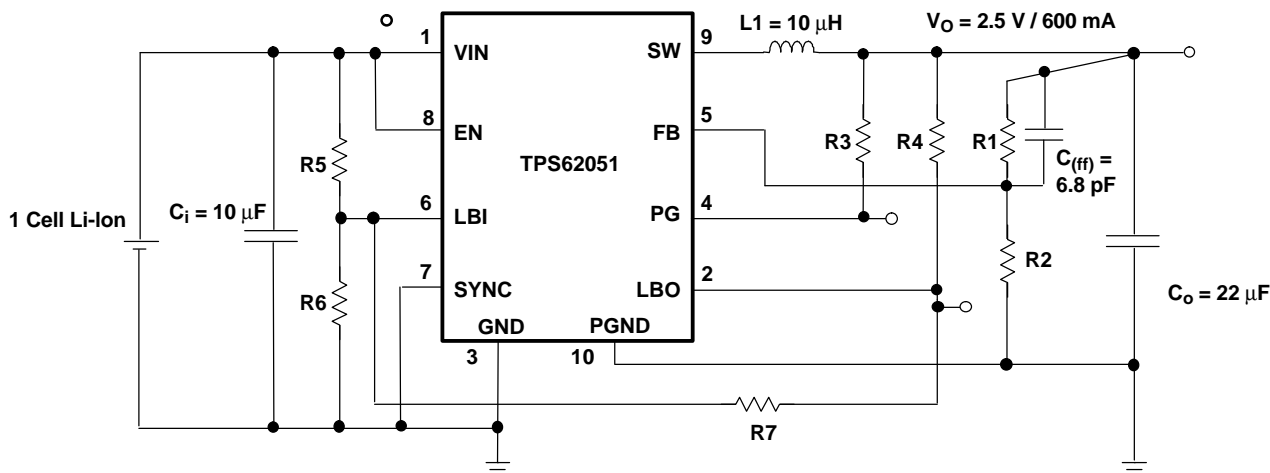 L1 = 10 µH
VO = 2.5 V / 600 mA
1
VIN
SW
9
8
EN
FB
5
R5
TPS62051
R3
R4
R1
C(ff) =
6.8 pF
1 Cell Li-Ion
Ci = 10 µF
6
LBI
PG
4
R2
7
SYNC
LBO
2
R6
Co = 22 µF
GND
PGND
3
10
R7